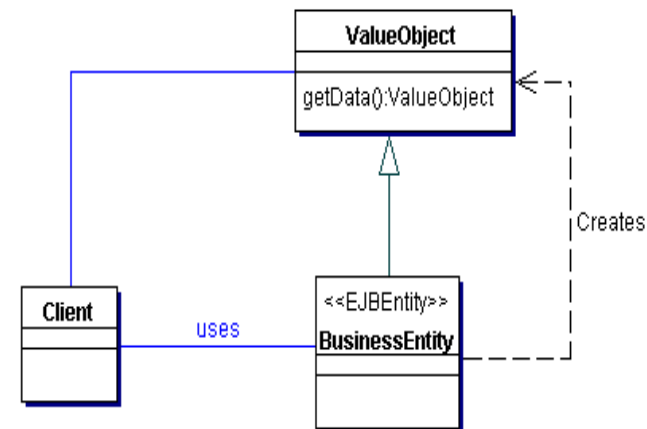 ValueObject
getData():ValueObject
Creates
Client
uses
<<EJBEntity>>
BusinessEntity